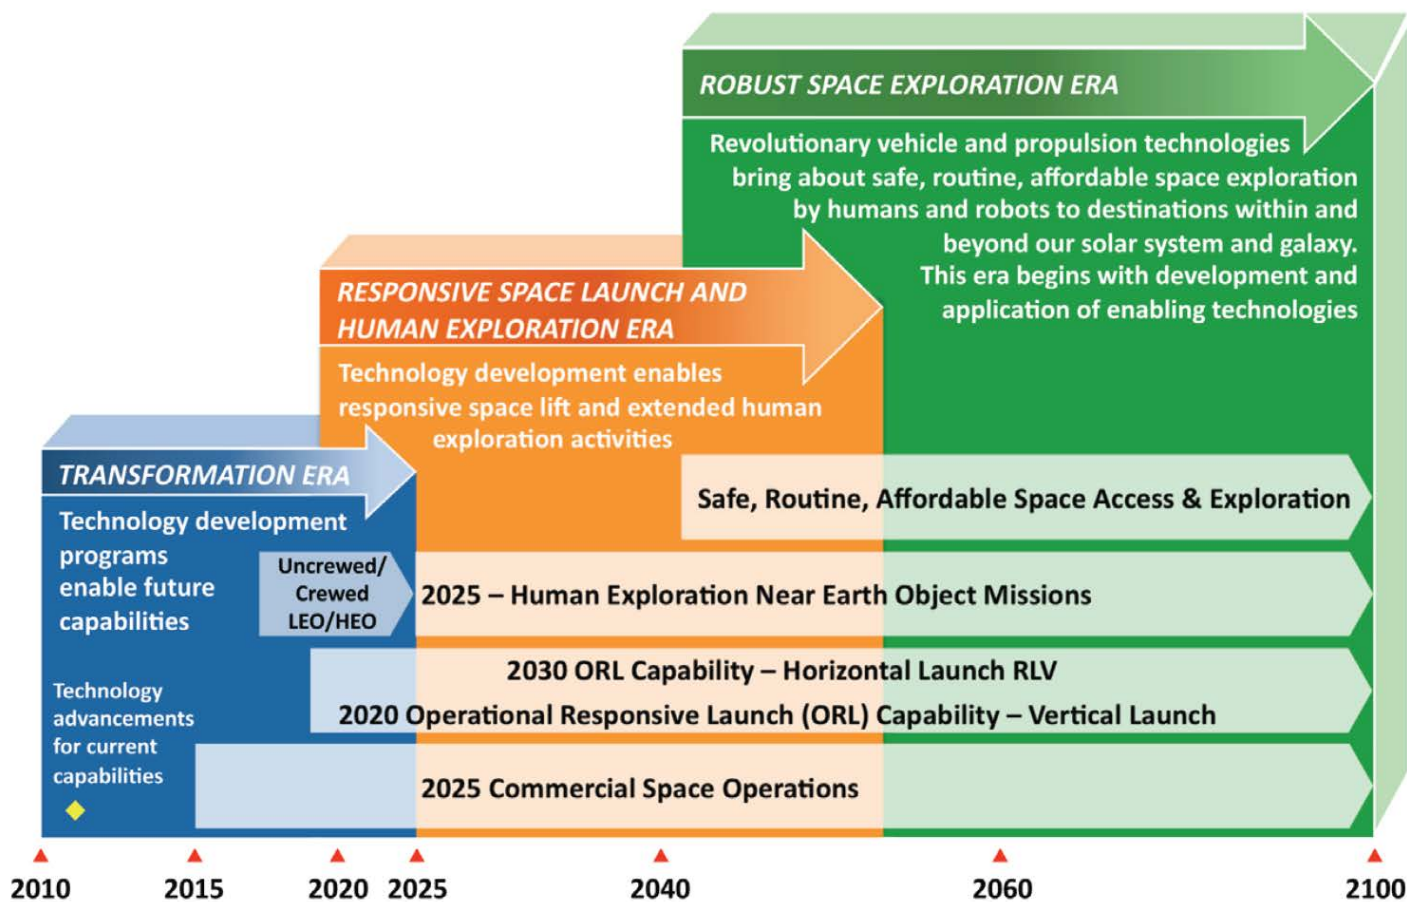 ROBUST SPACE EXPLORATION ERA
Revolutionary vehicle and propulsion technologies
bring about safe, routine, affordable space exploration
by humans and robots to destinations within and
beyond our solar system and galaxy.
This era begins with development and
application of enabling technologies
RESPONSIVE SPACE LAUNCH AND
HUMAN EXPLORATION ERA
Technology development enables
responsive space lift and extended human
exploration activities
TRANSFORMATION ERA
Technology development
programs
enable future
capabilities
Technology
advancements
for current
capabilities
Safe, Routine, Affordable Space Access & Exploration
Uncrewed/
Crewed
LEO/HEO
2025 – Human Exploration Near Earth Object Missions
2030 ORL Capability – Horizontal Launch RLV
2020 Operational Responsive Launch (ORL) Capability – Vertical Launch
2025 Commercial Space Operations
2010 2015 2020 2025 2040 2060 2100